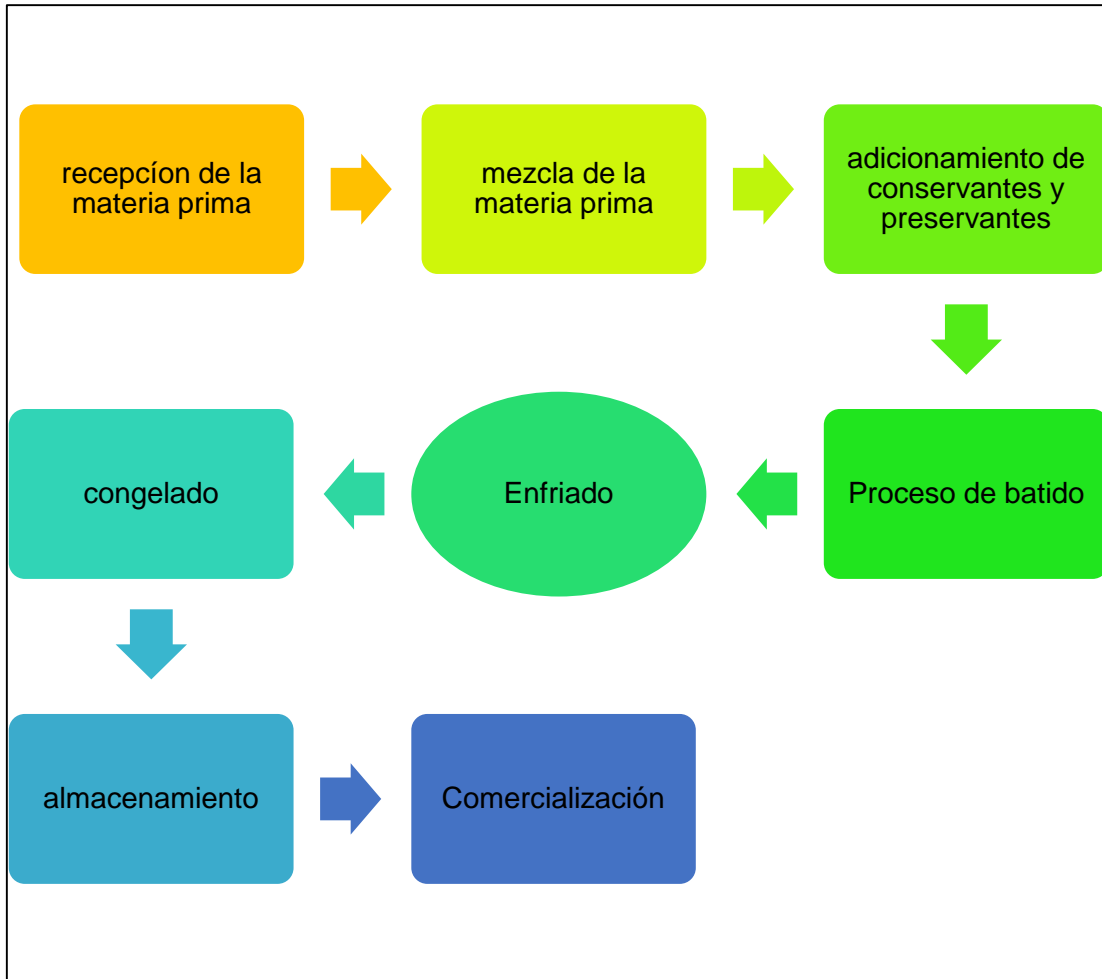 recepcíon de la
materia prima
mezcla de la
materia prima
adicionamiento de
conservantes y
preservantes
Proceso de batido
Enfriado
congelado
almacenamiento
Comercialización